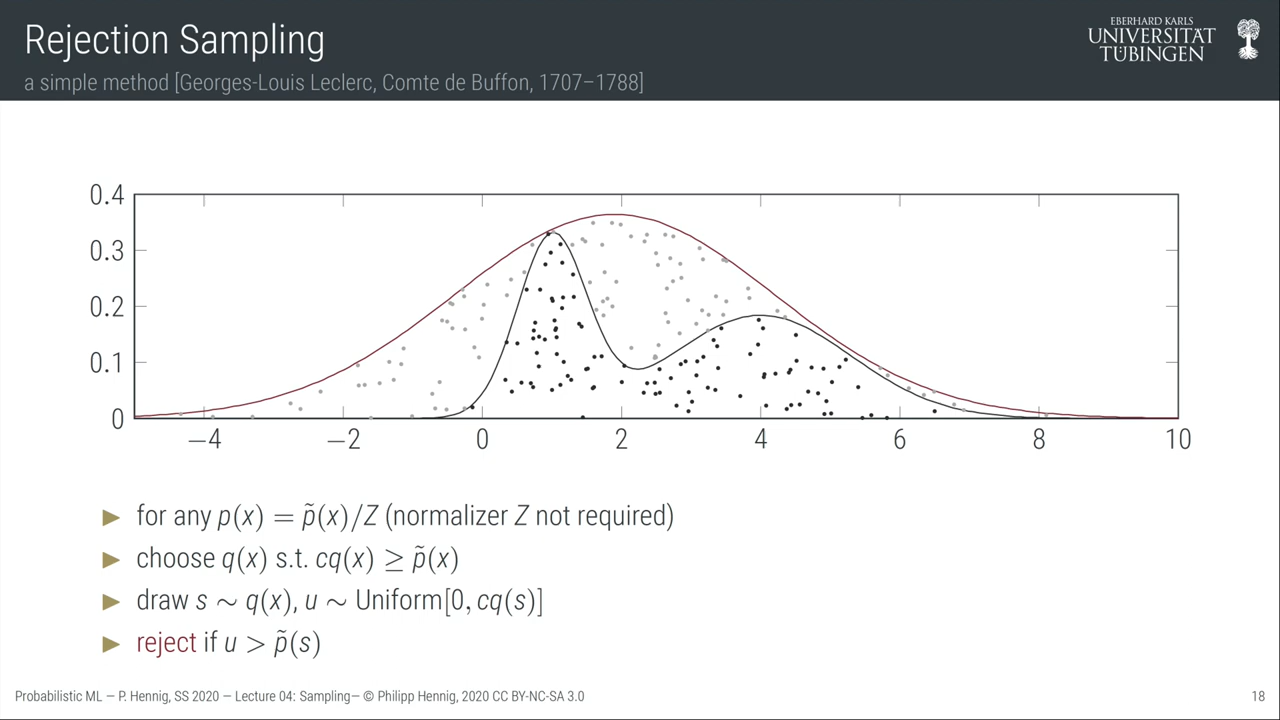 Rejection Sampling
a simple method [Georges-Louis Leclerc, Comte de Buffon, 1707–1788]
EBERHARD KARLS
UNIVERSITÄT
TÜBINGEN
0.4
0.3
0.2
0.1
0
−4 −2 0 2 4 6 8 10
▶ for any p(x) = p̃(x)/Z (normalizer Z not required)
▶ choose q(x) s.t. cq(x) ≥ p̃(x)
▶ draw s ∼ q(x), u ∼ Uniform[0, cq(s)]
▶ reject if u > p̃(s)
Probabilistic ML — P. Hennig, SS 2020 — Lecture 04: Sampling— © Philipp Hennig, 2020 CC BY-NC-SA 3.0
18